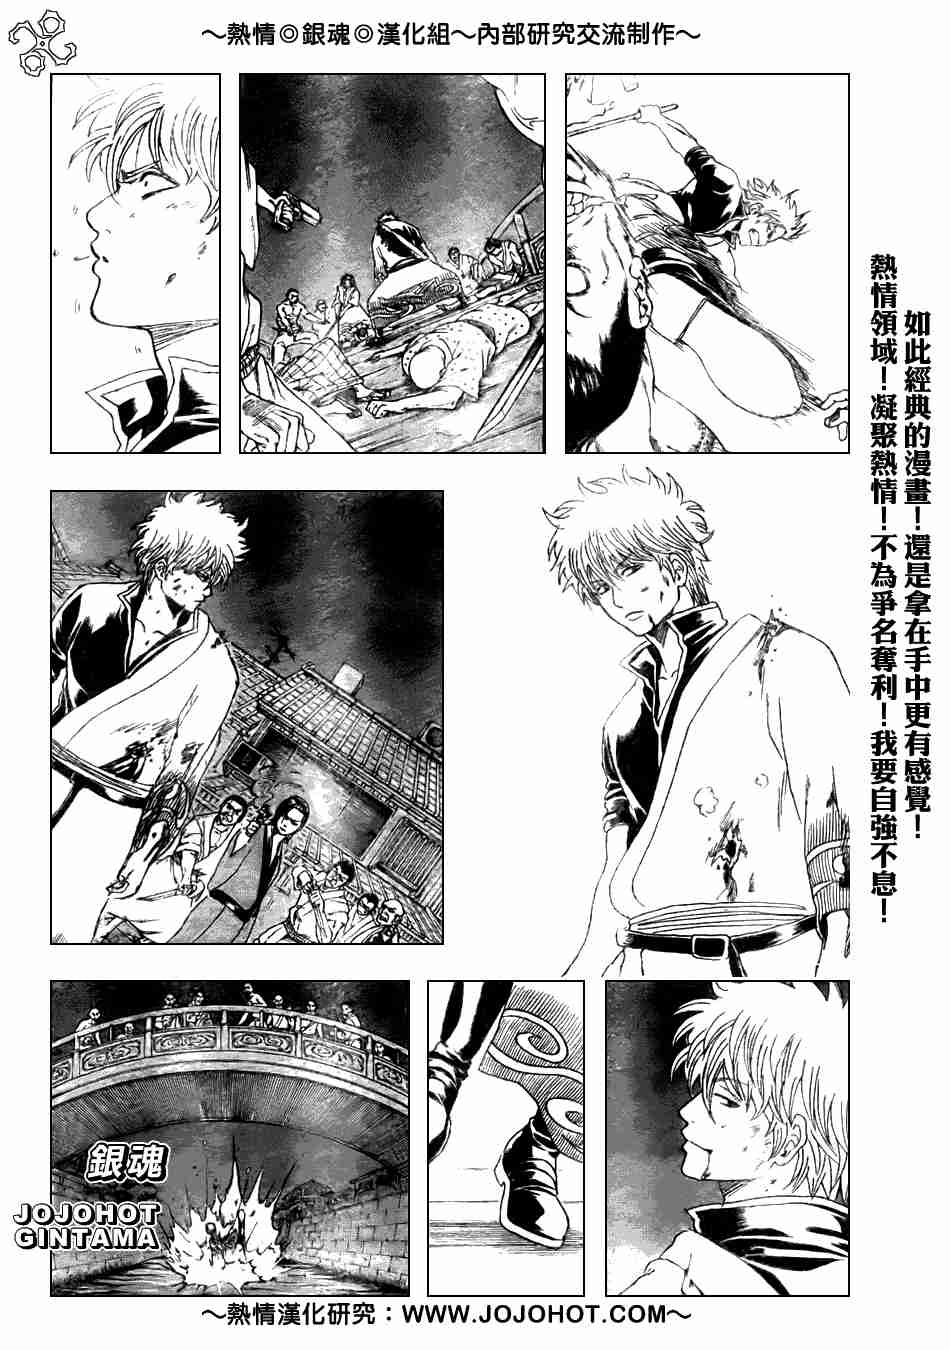 ～熱情◎銀魂◎漢化組～內部研究交流制作～
如此經典的漫畫！還是拿在手中更有感覺！
熱情領域！凝聚熱情！不為爭名奪利！我要自強不息！
銀魂
JOJOHOT
GINTAMA
～熱情漢化研究：WWW.JOJOHOT.COM～